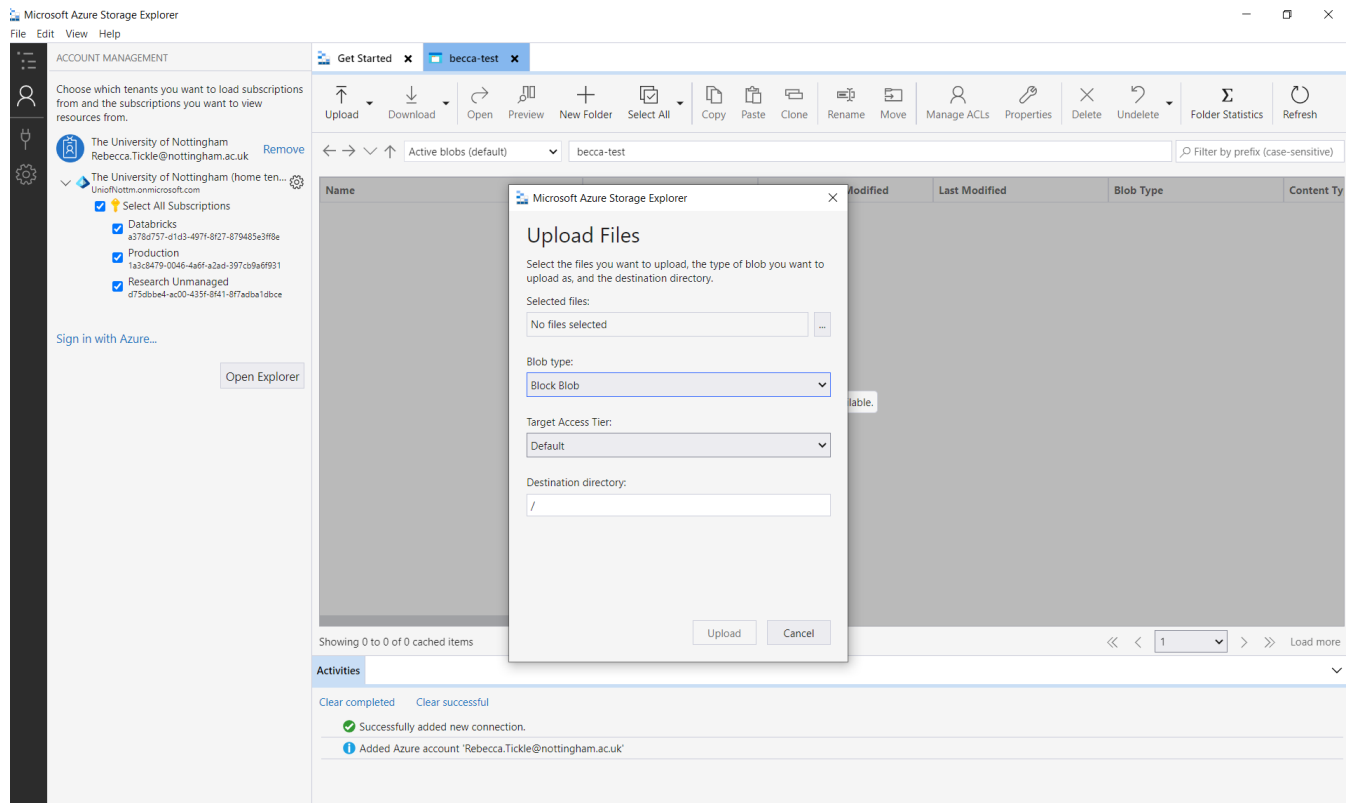 Microsoft Azure Storage Explorer
File Edit View Help
ACCOUNT MANAGEMENT
Choose which tenants you want to load subscriptions
from and the subscriptions you want to view
resources from.
The University of Nottingham
Rebecca.Tickle@nottingham.ac.uk
Remove
The University of Nottingham (home ten...
UniofNottm.onmicrosoft.com
Select All Subscriptions
Databricks
a378d757-d1d3-497f-8f27-879485e3ff8e
Production
1a3c8479-0046-4a6f-a2ad-397cb9a6f931
Research Unmanaged
d75dbbe4-ac00-435f-8f41-8f7adba1dbce
Sign in with Azure...
Open Explorer
Get Started becca-test
Upload Download Open Preview New Folder Select All Copy Paste Clone Rename Move Manage ACLs Properties Delete Undelete Folder Statistics Refresh
Active blobs (default) becca-test Filter by prefix (case-sensitive)
Name Modified Last Modified Blob Type Content Ty
Microsoft Azure Storage Explorer
Upload Files
Select the files you want to upload, the type of blob you want to
upload as, and the destination directory.
Selected files:
No files selected ...
Blob type:
Block Blob
lable.
Target Access Tier:
Default
Destination directory:
/
Upload Cancel
Showing 0 to 0 of 0 cached items 1 Load more
Activities
Clear completed Clear successful
Successfully added new connection.
Added Azure account 'Rebecca.Tickle@nottingham.ac.uk'